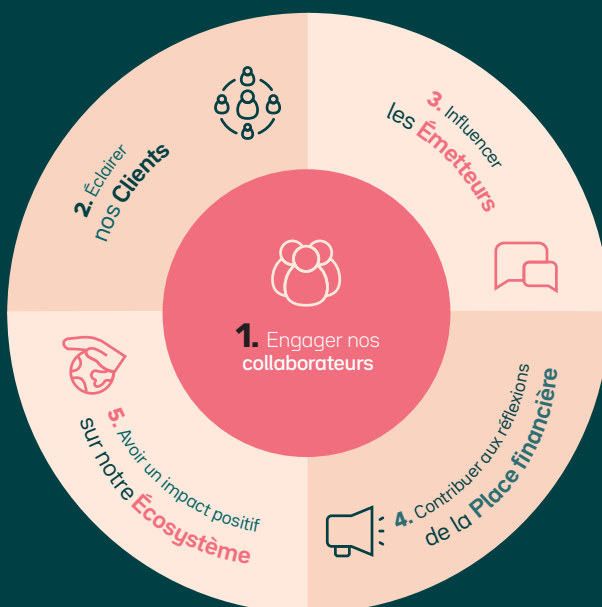 1. Engager nos
collaborateurs
2. Éclairer
nos Clients
3. Influencer
les Émetteurs
4. Contribuer aux réflexions
de la Place financière
5. Avoir un impact positif
sur notre Écosystème